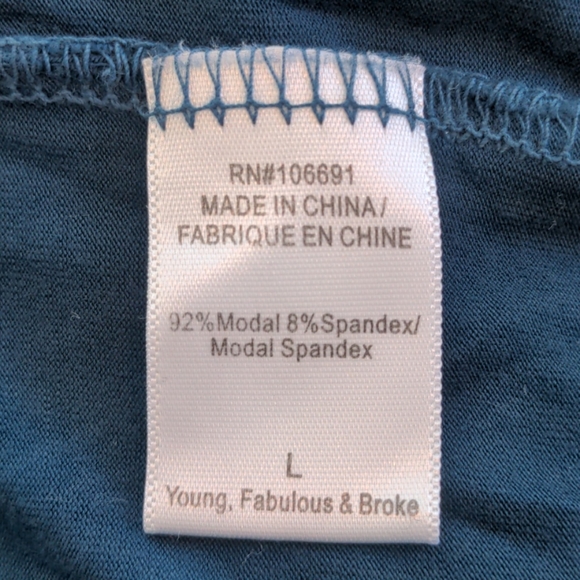 RN#106691
MADE IN CHINA/
FABRIQUE EN CHINE
92%Modal 8%Spandex/
Modal Spandex
L
Young, Fabulous & Broke